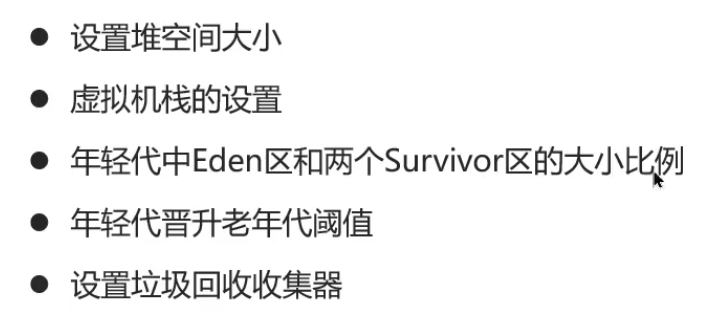 设置堆空间大小
虚拟机栈的设置
年轻代中Eden区和两个Survivor区的大小比例
年轻代晋升老年代阈值
设置垃圾回收收集器